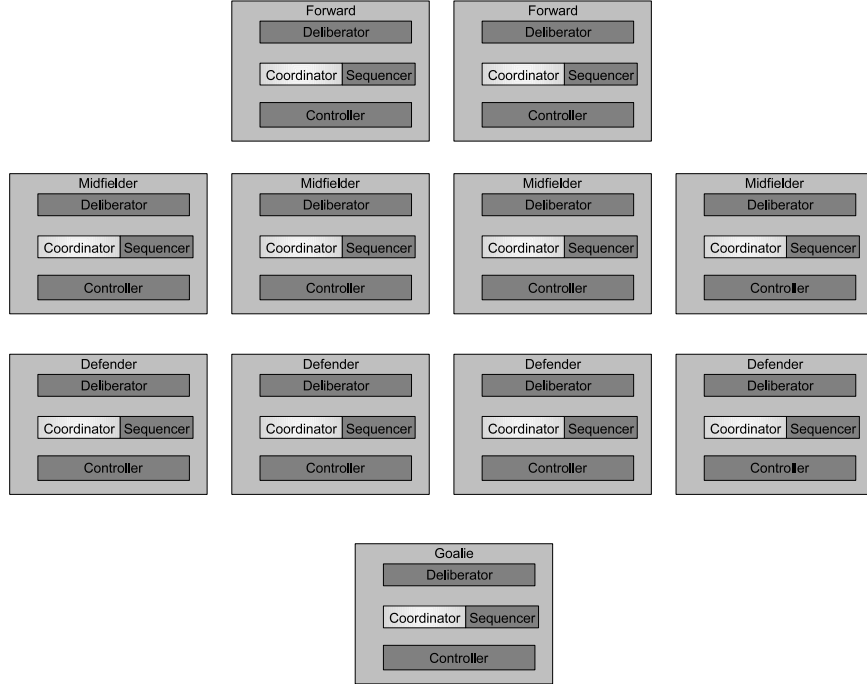 Forward
Deliberator
Coordinator Sequencer
Controller
Forward
Deliberator
Coordinator Sequencer
Controller
Midfielder
Deliberator
Coordinator Sequencer
Controller
Midfielder
Deliberator
Coordinator Sequencer
Controller
Midfielder
Deliberator
Coordinator Sequencer
Controller
Midfielder
Deliberator
Coordinator Sequencer
Controller
Defender
Deliberator
Coordinator Sequencer
Controller
Defender
Deliberator
Coordinator Sequencer
Controller
Defender
Deliberator
Coordinator Sequencer
Controller
Defender
Deliberator
Coordinator Sequencer
Controller
Goalie
Deliberator
Coordinator Sequencer
Controller